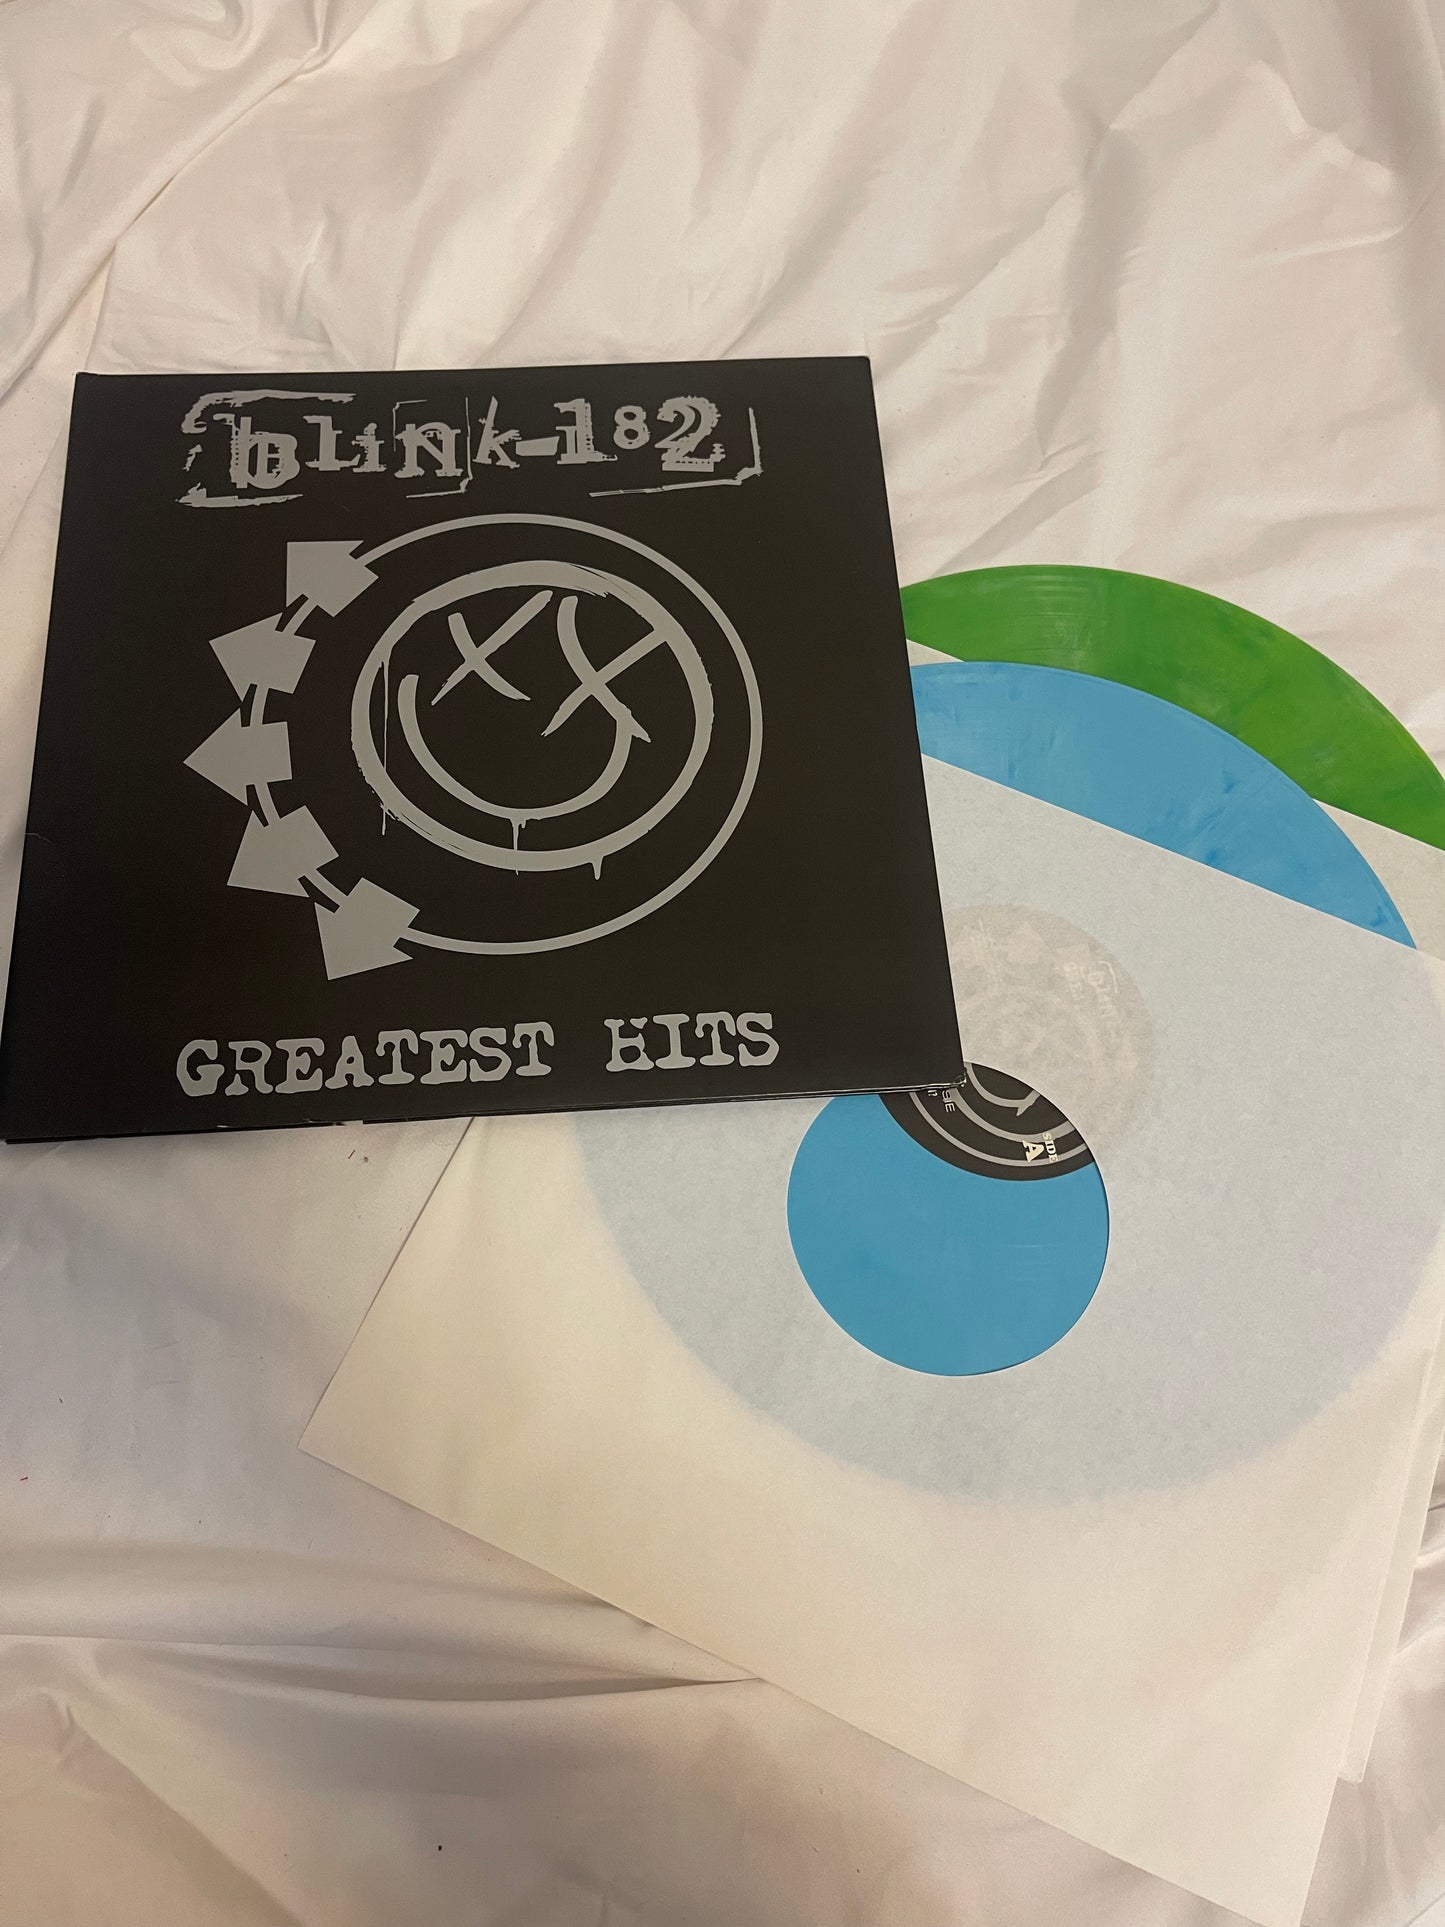 blink-182
GREATEST HITS
SIDE
A